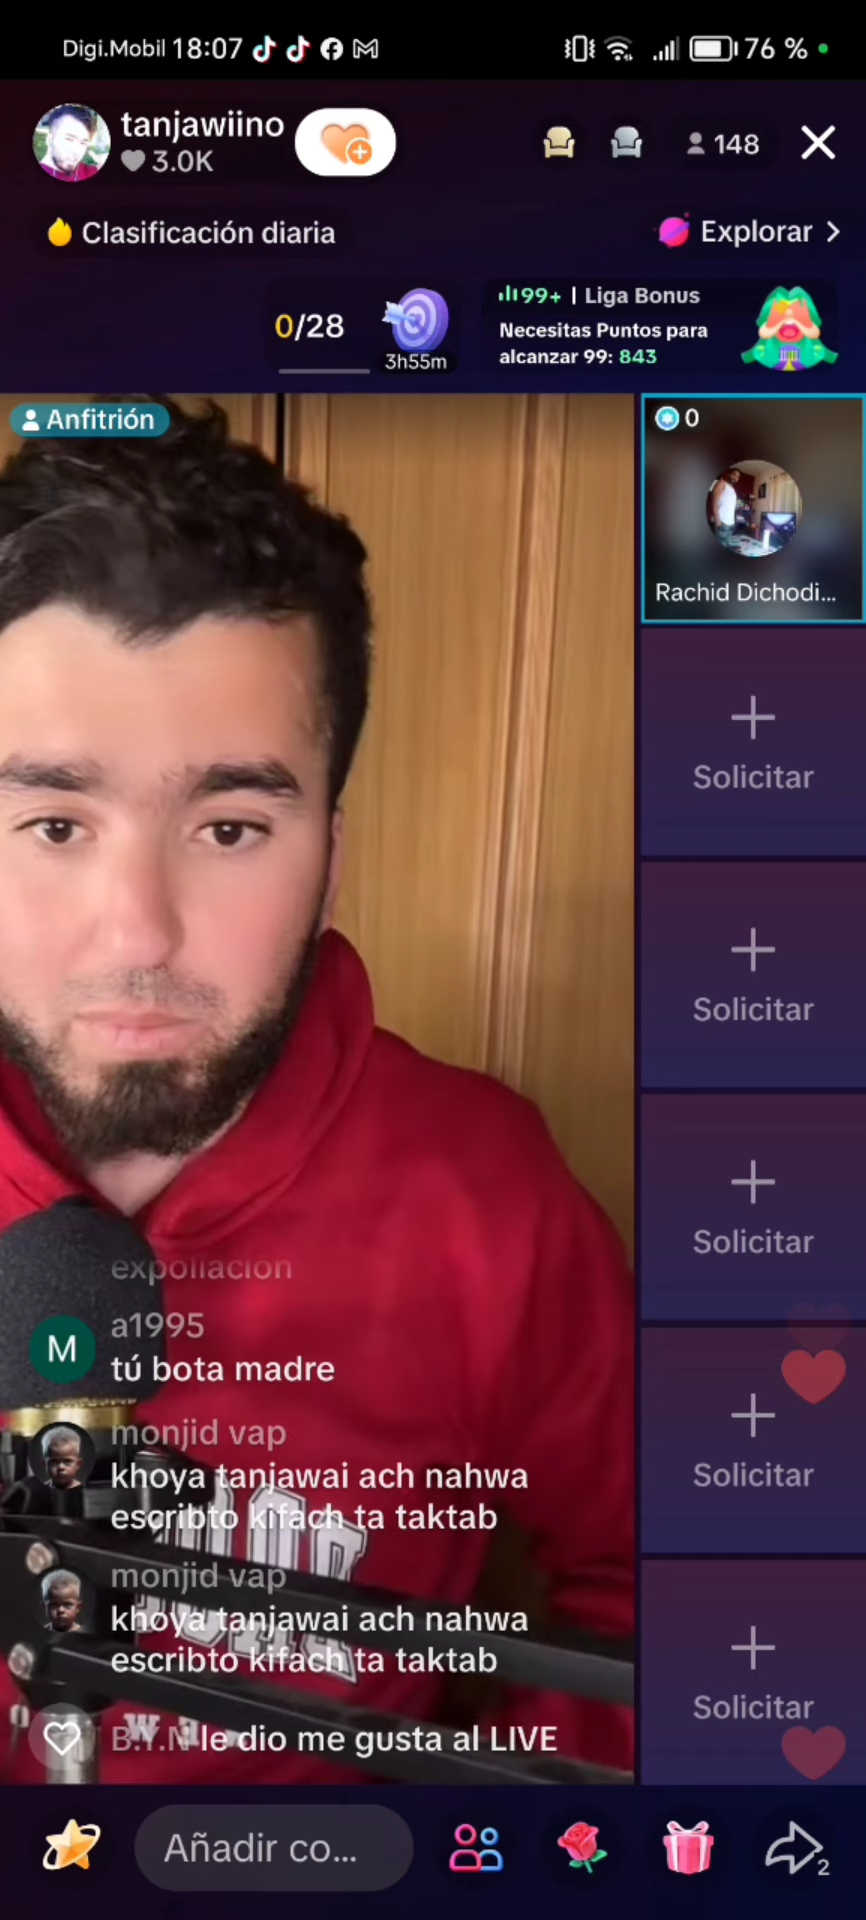 Digi.Mobil 18:07
76 %
tanjawiino
3.0K
148
Clasificación diaria
Explorar >
0/28
3h55m
99+ | Liga Bonus
Necesitas Puntos para
alcanzar 99: 843
Anfitrión
0
Rachid Dichodi...
Solicitar
Solicitar
Solicitar
Solicitar
Solicitar
expoliación
a1995
M
tú bota madre
monjid vap
khoya tanjawai ach nahwa
escribto kifach ta taktab
monjid vap
khoya tanjawai ach nahwa
escribto kifach ta taktab
B.Y.N le dio me gusta al LIVE
Añadir co...
2